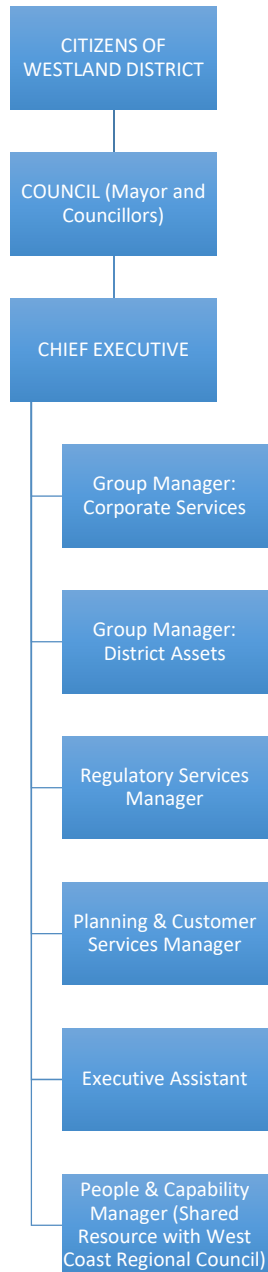 CITIZENS OF
WESTLAND DISTRICT
COUNCIL (Mayor and
Councillors)
CHIEF EXECUTIVE
Group Manager:
Corporate Services
Group Manager:
District Assets
Regulatory Services
Manager
Planning & Customer
Services Manager
Executive Assistant
People & Capability
Manager (Shared
Resource with West
Coast Regional Council)